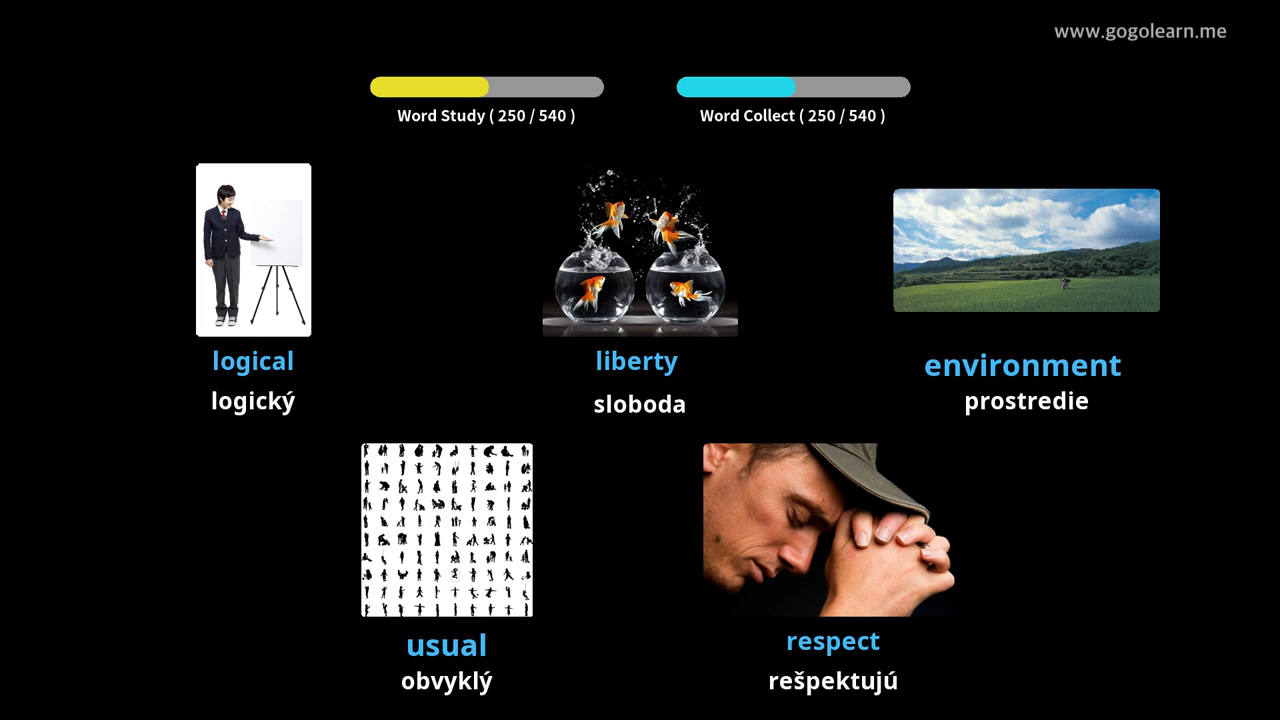 www.gogolearn.me
Word Study ( 250 / 540 )
Word Collect ( 250 / 540 )
logical
logický
liberty
sloboda
environment
prostredie
usual
obvyklý
respect
rešpektujú